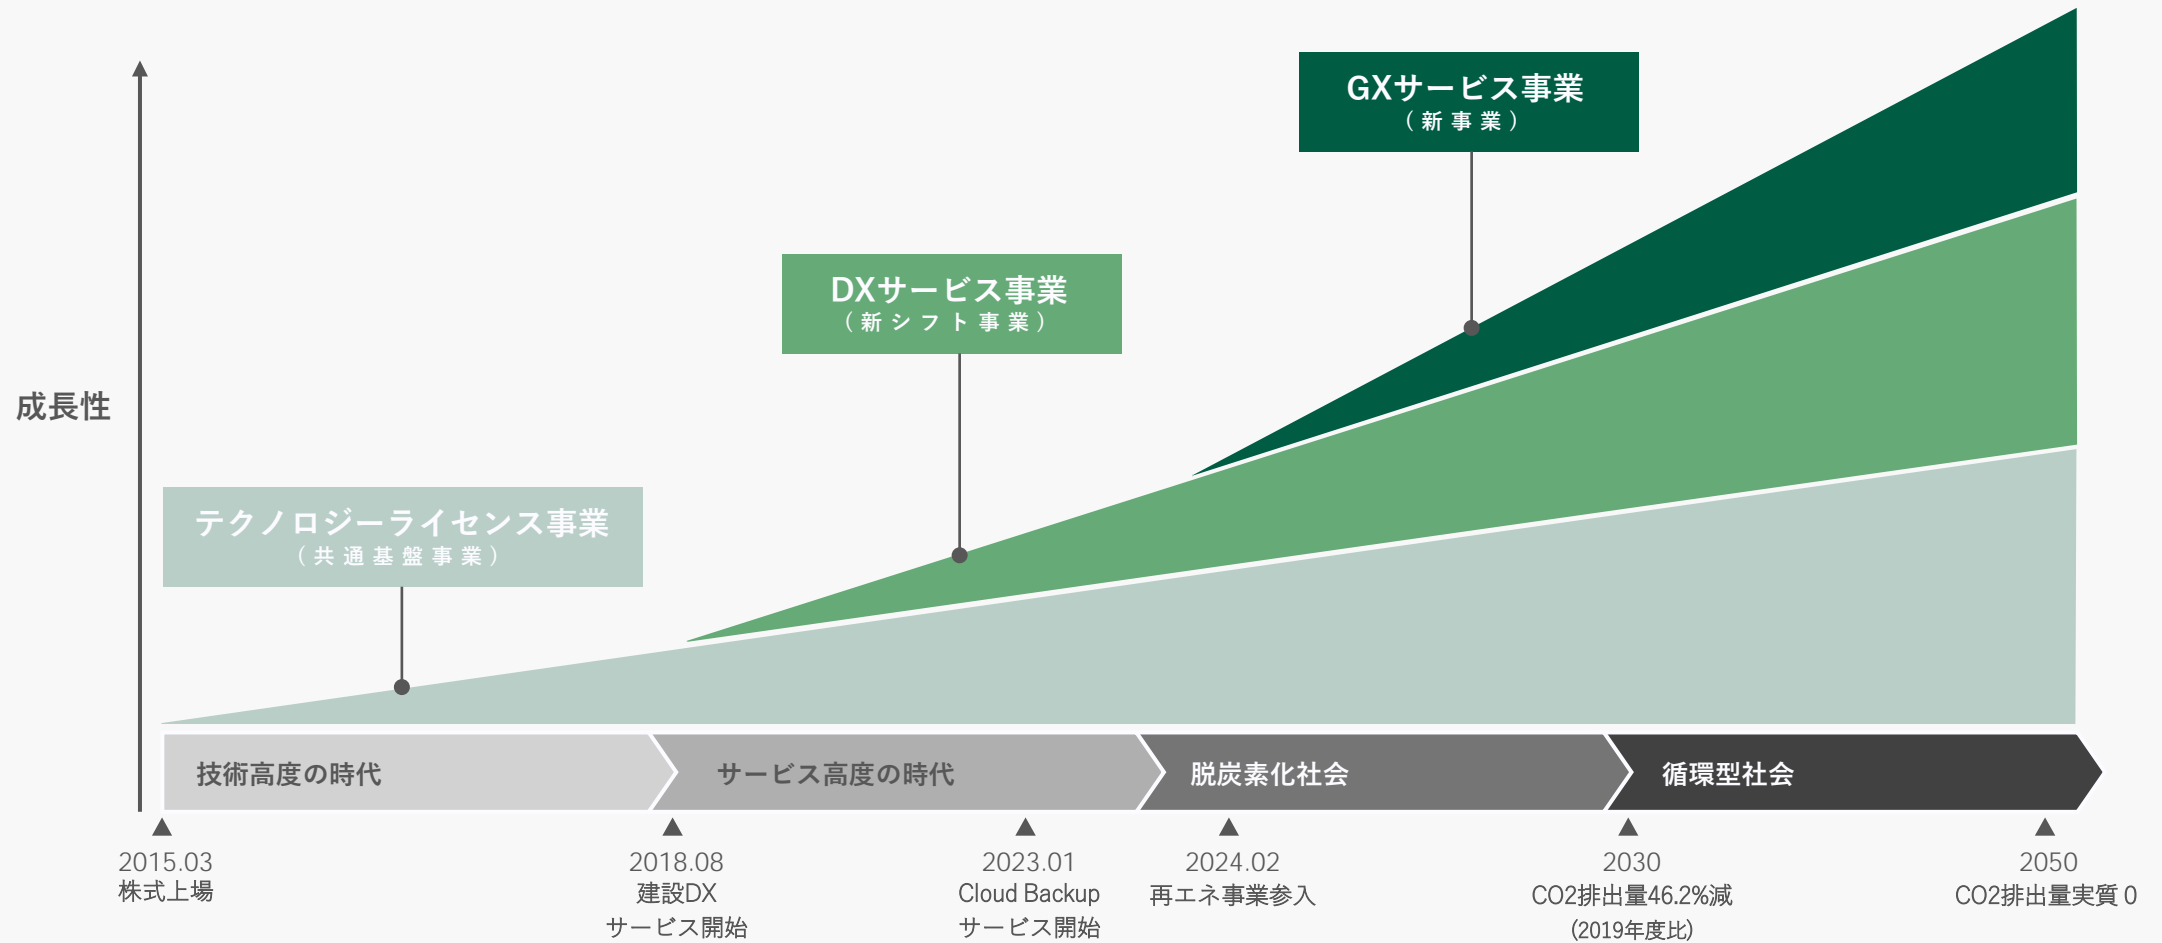 GXサービス事業
(新事業)
DXサービス事業
(新シフト事業)
成長性
テクノロジーライセンス事業
(共通基盤事業)
技術高度の時代
サービス高度の時代
脱炭素化社会
循環型社会
2015.03
株式上場
2018.08
建設DX
サービス開始
2023.01
Cloud Backup
サービス開始
2024.02
再エネ事業参入
2030
CO2排出量46.2%減
(2019年度比)
2050
CO2排出量実質 0